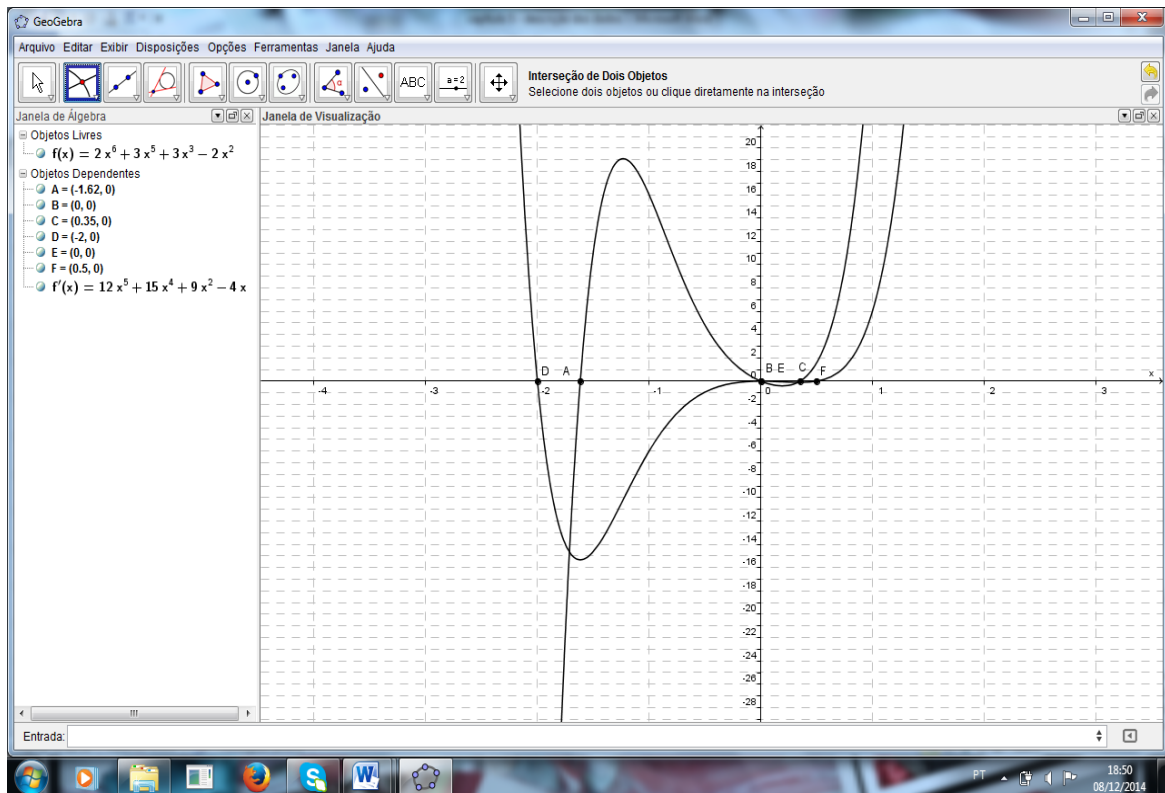 GeoGebra
Arquivo Editar Exibir Disposições Opções Ferramentas Janela Ajuda
ABC
a=2
Interseção de Dois Objetos
Selecione dois objetos ou clique diretamente na interseção
Janela de Álgebra
Janela de Visualização
Objetos Livres
f(x) = 2 x⁶ + 3 x⁵ + 3 x³ − 2 x²
Objetos Dependentes
A = (-1.62, 0)
B = (0, 0)
C = (0.35, 0)
D = (-2, 0)
E = (0, 0)
F = (0.5, 0)
f'(x) = 12 x⁵ + 15 x⁴ + 9 x² − 4 x
20
18
16
14
12
10
8
6
4
2
0
D A B E C F x
-4 -3 -2 -1 0 1 2 3
-2
-4
-6
-8
-10
-12
-14
-16
-18
-20
-22
-24
-26
-28
Entrada:
PT
18:50
08/12/2014